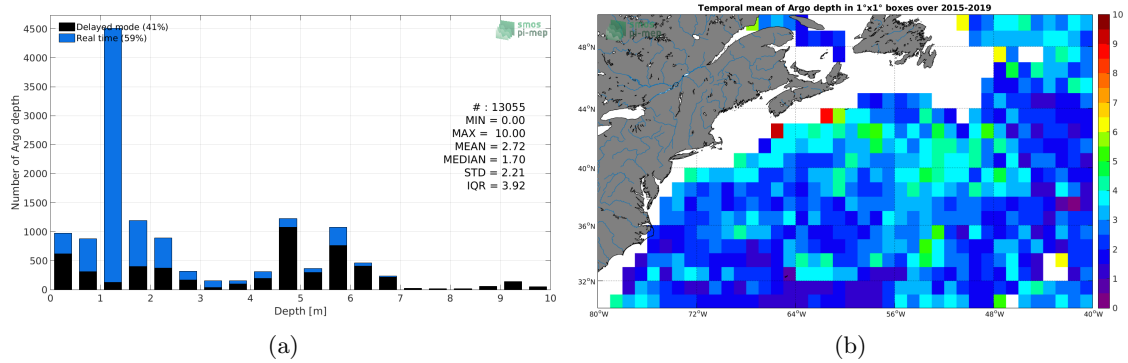 Delayed mode (41%)
Real time (59%)
smos
pi-mep
4500
4000
3500
3000
2500
2000
1500
1000
500
0
Number of Argo depth
# : 13055
MIN = 0.00
MAX = 10.00
MEAN = 2.72
MEDIAN = 1.70
STD = 2.21
IQR = 3.92
0 1 2 3 4 5 6 7 8 9 10
Depth [m]
(a)
Temporal mean of Argo depth in 1°x1° boxes over 2015-2019
smos
pi-mep
48°N
44°N
40°N
36°N
32°N
80°W 72°W 64°W 56°W 48°W 40°W
10
9
8
7
6
5
4
3
2
1
0
(b)